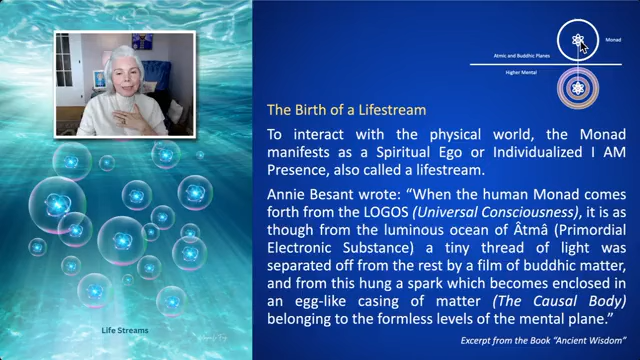 Monad
Atmic and Buddhic Planes
Higher Mental
The Birth of a Lifestream
To interact with the physical world, the Monad
manifests as a Spiritual Ego or Individualized I AM
Presence, also called a lifestream.
Annie Besant wrote: “When the human Monad comes
forth from the LOGOS (Universal Consciousness), it is as
though from the luminous ocean of Âtmâ (Primordial
Electronic Substance) a tiny thread of light was
separated off from the rest by a film of buddhic matter,
and from this hung a spark which becomes enclosed in
an egg-like casing of matter (The Causal Body)
belonging to the formless levels of the mental plane.”
Excerpt from the Book “Ancient Wisdom”
Life Streams